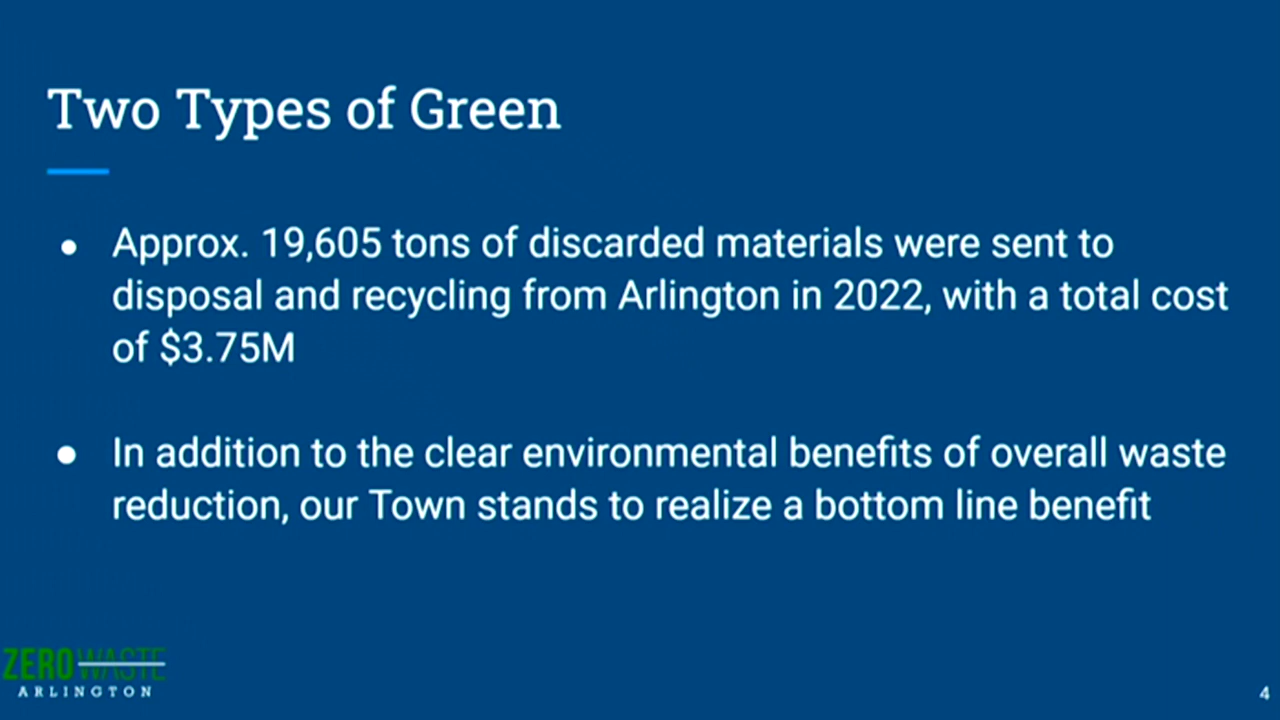 Two Types of Green
● Approx. 19,605 tons of discarded materials were sent to
disposal and recycling from Arlington in 2022, with a total cost
of $3.75M
● In addition to the clear environmental benefits of overall waste
reduction, our Town stands to realize a bottom line benefit
ZERO WASTE
ARLINGTON
4